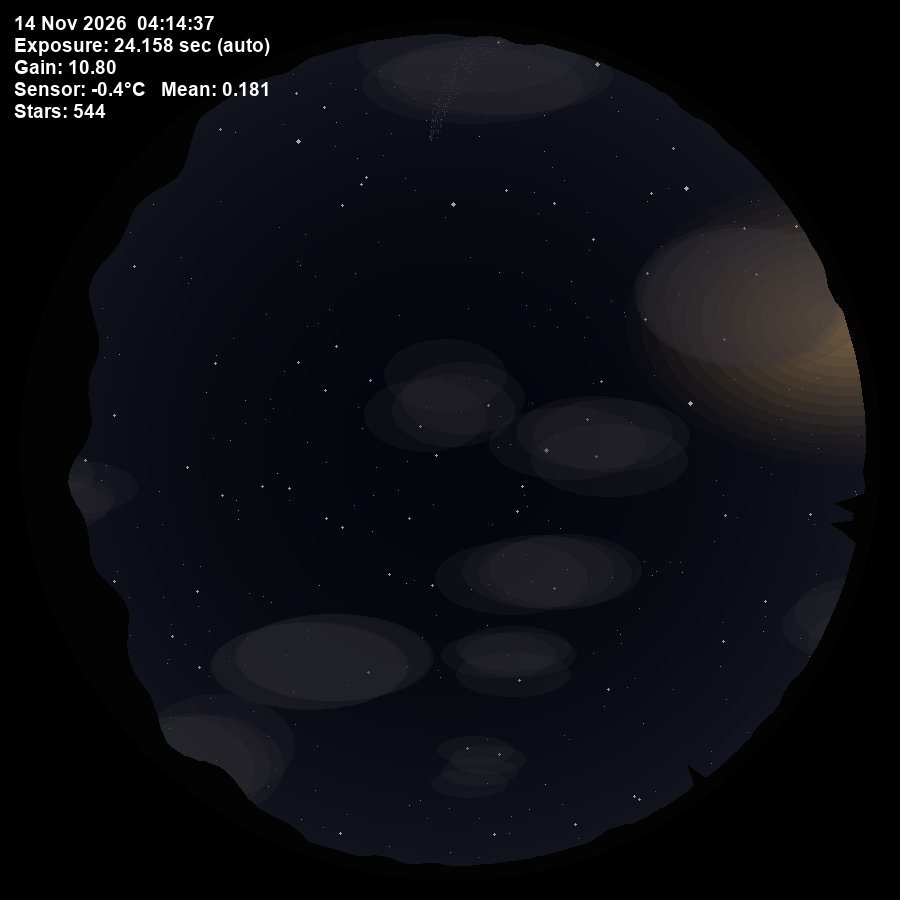 14 Nov 2026  04:14:37
Exposure: 24.158 sec (auto)
Gain: 10.80
Sensor: -0.4°C   Mean: 0.181
Stars: 544